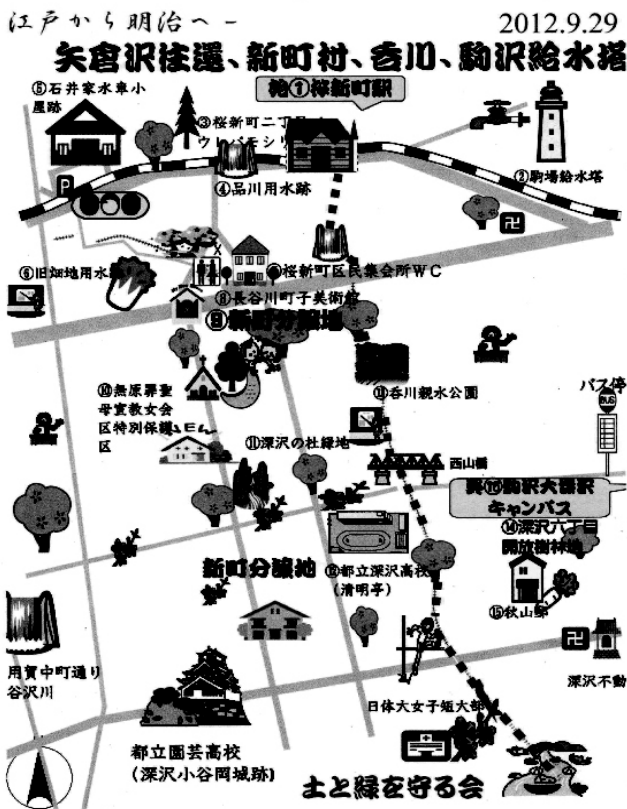 江戸から明治へ－
2012.9.29
矢倉沢往還、新町村、呑川、駒沢給水塔
⑤石井家水車小
屋跡
①桜新町駅
③桜新町二丁目
②駒場給水塔
④品川用水跡
P
卍
⑥旧畑地用水
桜新町区民集会所WC
⑧長谷川町子美術館
⑨新町分譲地
⑩無原罪聖
母宣教女会
区特別保護
区
⑬呑川親水公園
バス停
BUS
⑪深沢の杜緑地
西山橋
駒沢大深沢
キャンパス
⑭深沢六丁目
開放樹林地
新町分譲地
⑫都立深沢高校
(清明亭)
⑮秋山邸
卍
用賀中町通り
谷沢川
深沢不動
日体大女子短大部
都立園芸高校
(深沢小谷岡城跡)
土と緑を守る会